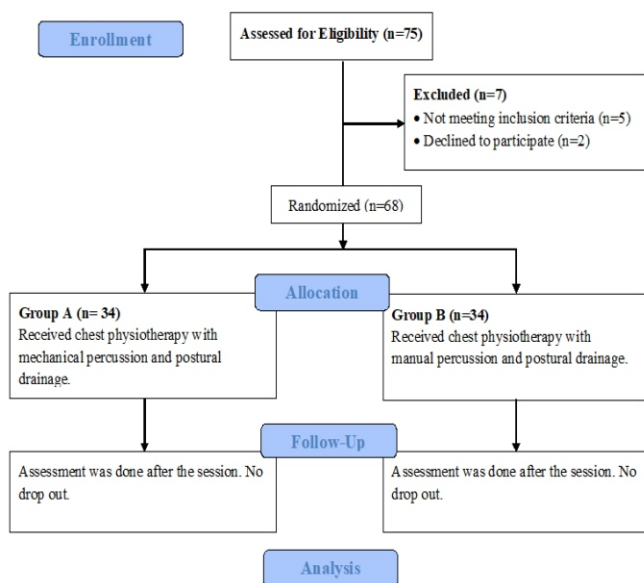 Enrollment
Assessed for Eligibility (n=75)
Excluded (n=7)
• Not meeting inclusion criteria (n=5)
• Declined to participate (n=2)
Randomized (n=68)
Allocation
Group A (n= 34)
Received chest physiotherapy with
mechanical percussion and postural
drainage.
Group B (n=34)
Received chest physiotherapy with
manual percussion and postural drainage.
Follow-Up
Assessment was done after the session. No
drop out.
Assessment was done after the session. No
drop out.
Analysis